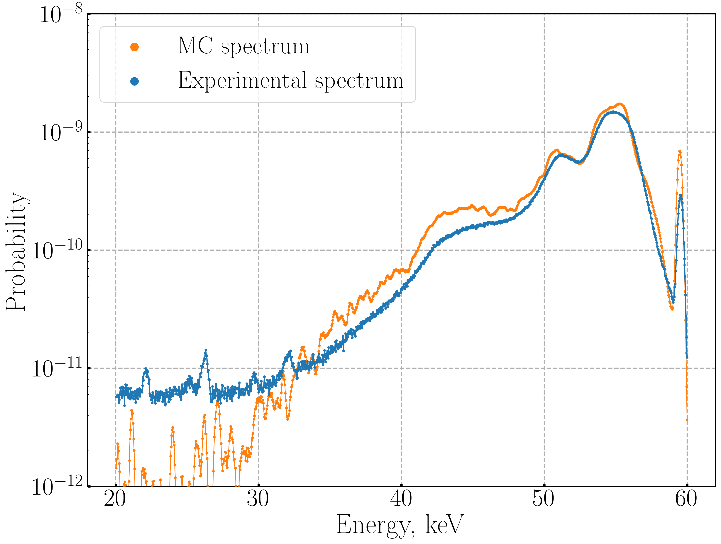 10⁻⁸
MC spectrum
Experimental spectrum
10⁻⁹
10⁻¹⁰
10⁻¹¹
10⁻¹²
Probability
20 30 40 50 60
Energy, keV